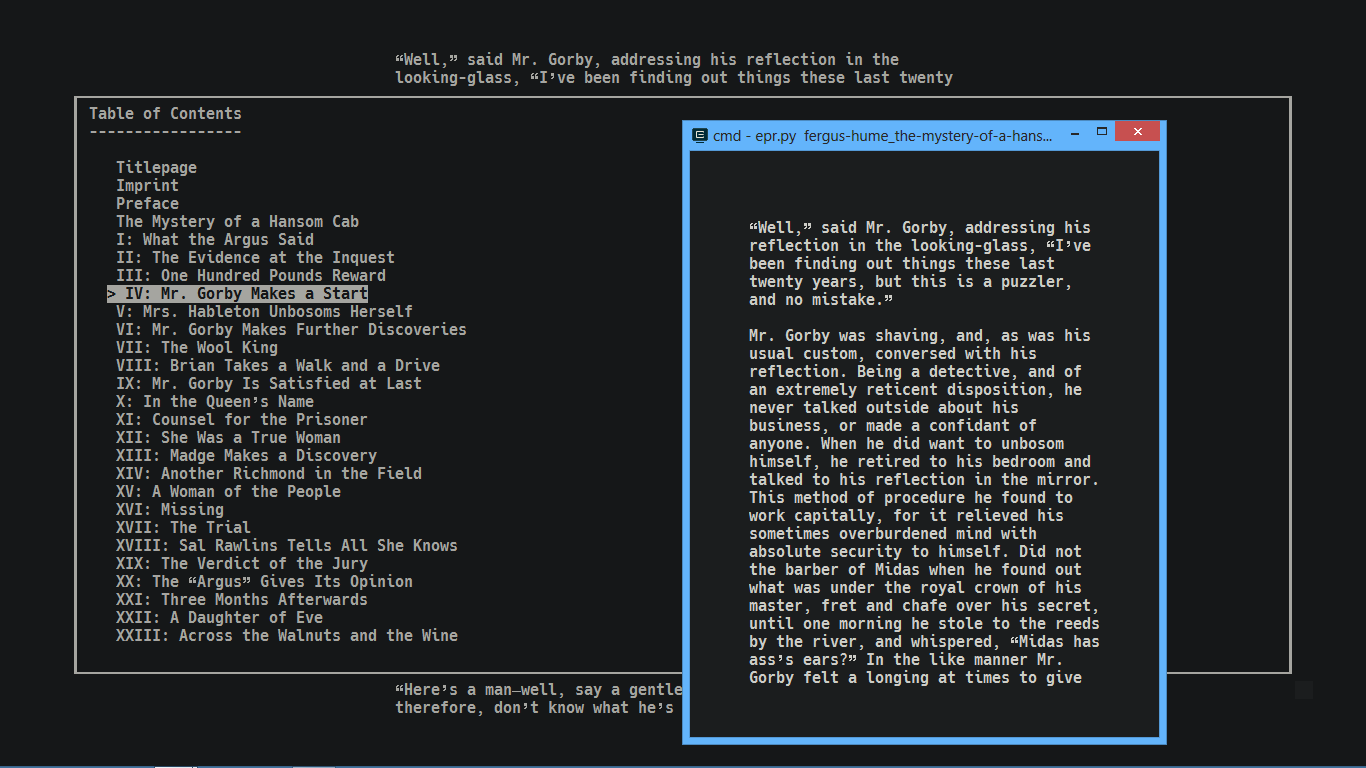 “Well,” said Mr. Gorby, addressing his reflection in the
looking-glass, “I’ve been finding out things these last twenty
Table of Contents
-----------------
Titlepage
Imprint
Preface
The Mystery of a Hansom Cab
I: What the Argus Said
II: The Evidence at the Inquest
III: One Hundred Pounds Reward
> IV: Mr. Gorby Makes a Start
V: Mrs. Hableton Unbosoms Herself
VI: Mr. Gorby Makes Further Discoveries
VII: The Wool King
VIII: Brian Takes a Walk and a Drive
IX: Mr. Gorby Is Satisfied at Last
X: In the Queen’s Name
XI: Counsel for the Prisoner
XII: She Was a True Woman
XIII: Madge Makes a Discovery
XIV: Another Richmond in the Field
XV: A Woman of the People
XVI: Missing
XVII: The Trial
XVIII: Sal Rawlins Tells All She Knows
XIX: The Verdict of the Jury
XX: The “Argus” Gives Its Opinion
XXI: Three Months Afterwards
XXII: A Daughter of Eve
XXIII: Across the Walnuts and the Wine
“Here’s a man—well, say a gentle
therefore, don’t know what he’s
cmd - epr.py fergus-hume_the-mystery-of-a-hans...
“Well,” said Mr. Gorby, addressing his
reflection in the looking-glass, “I’ve
been finding out things these last
twenty years, but this is a puzzler,
and no mistake.”
Mr. Gorby was shaving, and, as was his
usual custom, conversed with his
reflection. Being a detective, and of
an extremely reticent disposition, he
never talked outside about his
business, or made a confidant of
anyone. When he did want to unbosom
himself, he retired to his bedroom and
talked to his reflection in the mirror.
This method of procedure he found to
work capitally, for it relieved his
sometimes overburdened mind with
absolute security to himself. Did not
the barber of Midas when he found out
what was under the royal crown of his
master, fret and chafe over his secret,
until one morning he stole to the reeds
by the river, and whispered, “Midas has
ass’s ears?” In the like manner Mr.
Gorby felt a longing at times to give